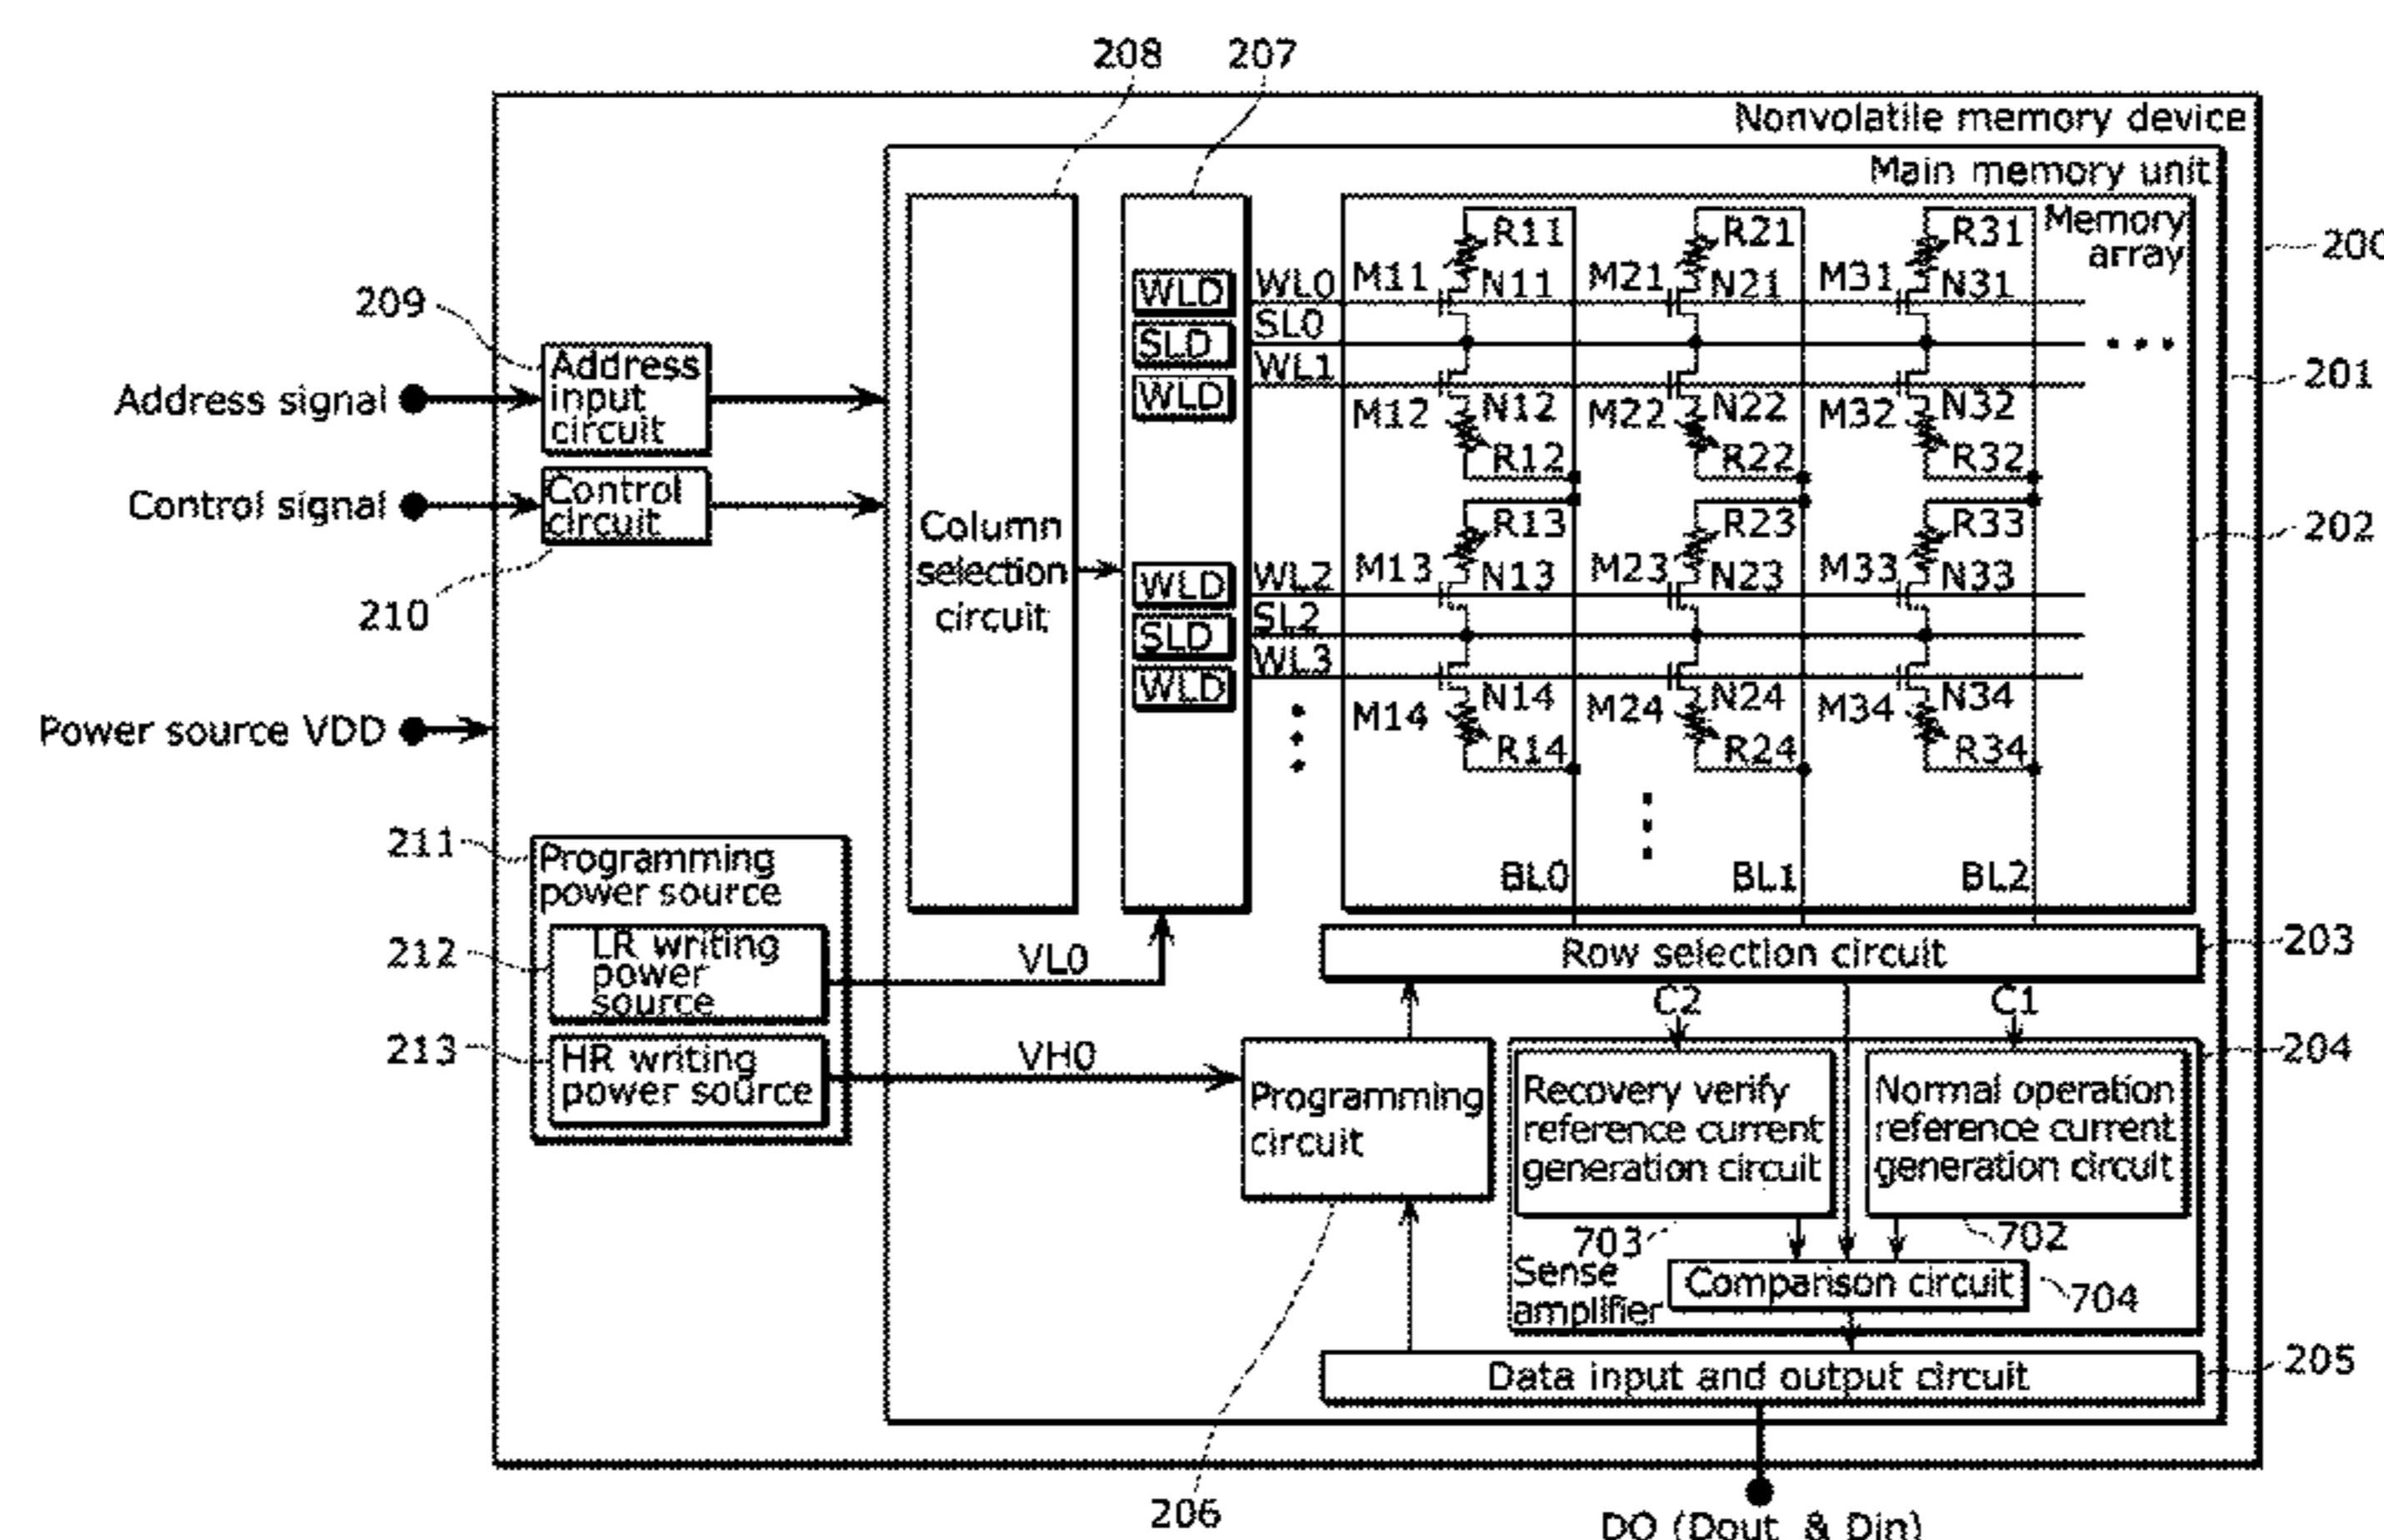 208 207
Nonvolatile memory device
Main memory unit
Memory
array
200
R11 R21 R31
WLD WL0 M11 N11 M21 N21 M31 N31
SLD SL0
WLD WL1
M12 N12 M22 N22 M32 N32
R12 R22 R32
201
209
Address
input
circuit
Address signal
Control signal
Control
circuit
210
Column
selection
circuit
R13 R23 R33
202
WLD WL2 M13 N13 M23 N23 M33 N33
SLD SL2
WLD WL3
M14 N14 M24 N24 M34 N34
R14 R24 R34
Power source VDD
211
Programming
power source
BL0 BL1 BL2
212
LR writing
power
source
VL0
Row selection circuit
203
C2 C1
213
HR writing
power source
VH0
204
Programming
circuit
Recovery verify
reference current
generation circuit
Normal operation
reference current
generation circuit
703 702
Sense
amplifier
Comparison circuit
704
Data input and output circuit
205
206
DQ (Dout & Din)